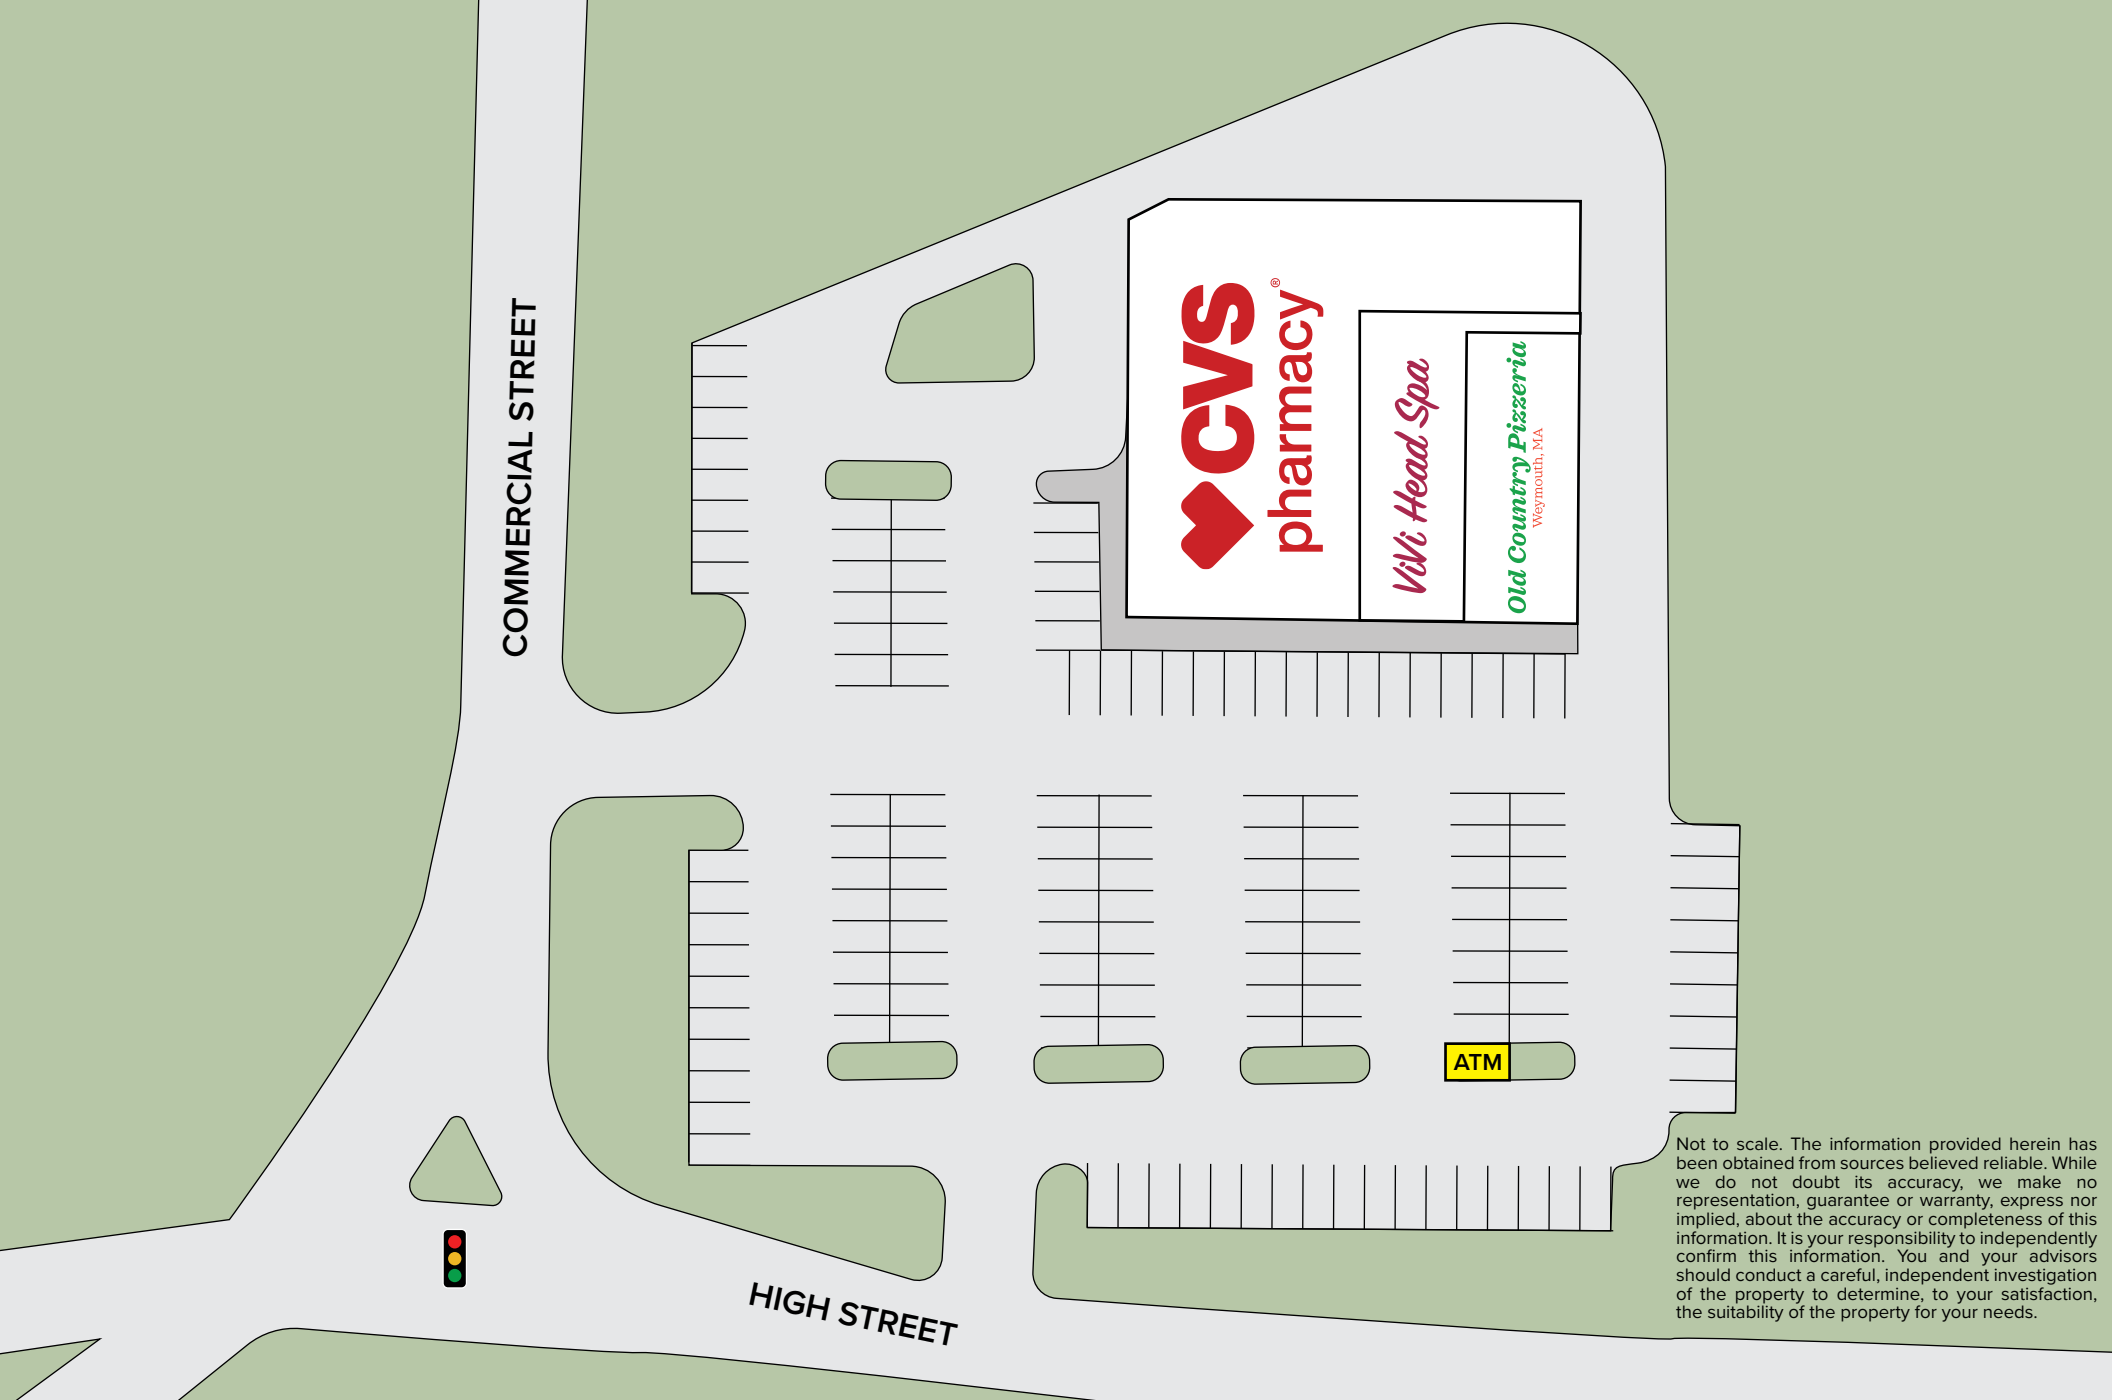 COMMERCIAL STREET
CVS
pharmacy®
ViVi Head Spa
Old Country Pizzeria
Weymouth, MA
ATM
HIGH STREET
Not to scale. The information provided herein has
been obtained from sources believed reliable. While
we do not doubt its accuracy, we make no
representation, guarantee or warranty, express nor
implied, about the accuracy or completeness of this
information. It is your responsibility to independently
confirm this information. You and your advisors
should conduct a careful, independent investigation
of the property to determine, to your satisfaction,
the suitability of the property for your needs.